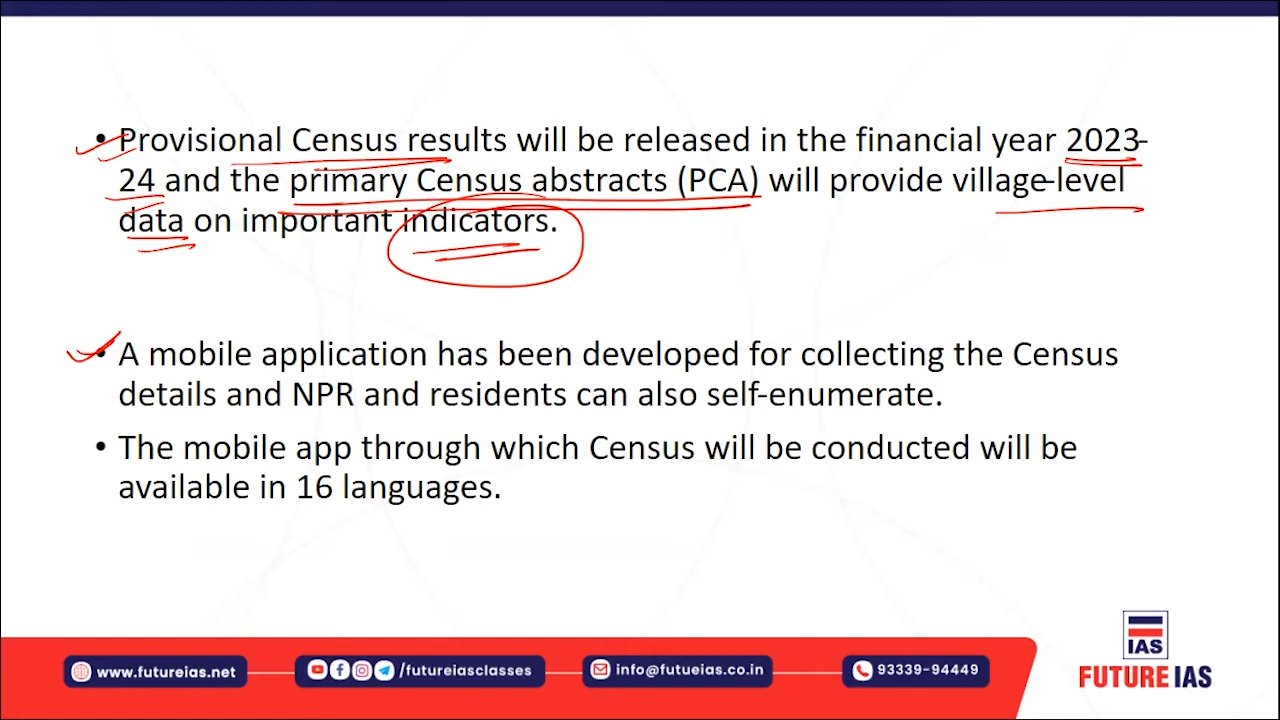 • Provisional Census results will be released in the financial year 2023-
24 and the primary Census abstracts (PCA) will provide village-level
data on important indicators.
• A mobile application has been developed for collecting the Census
details and NPR and residents can also self-enumerate.
• The mobile app through which Census will be conducted will be
available in 16 languages.
IAS
www.futureias.net
/futureiasclasses
info@futueias.co.in
93339-94449
FUTURE IAS